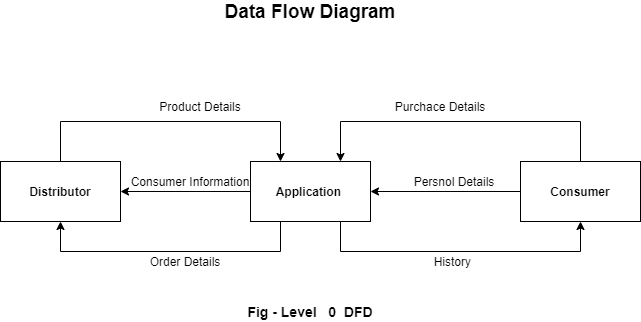 Data Flow Diagram
Product Details
Purchace Details
Consumer Information
Persnol Details
Distributor
Application
Consumer
Order Details
History
Fig - Level 0 DFD